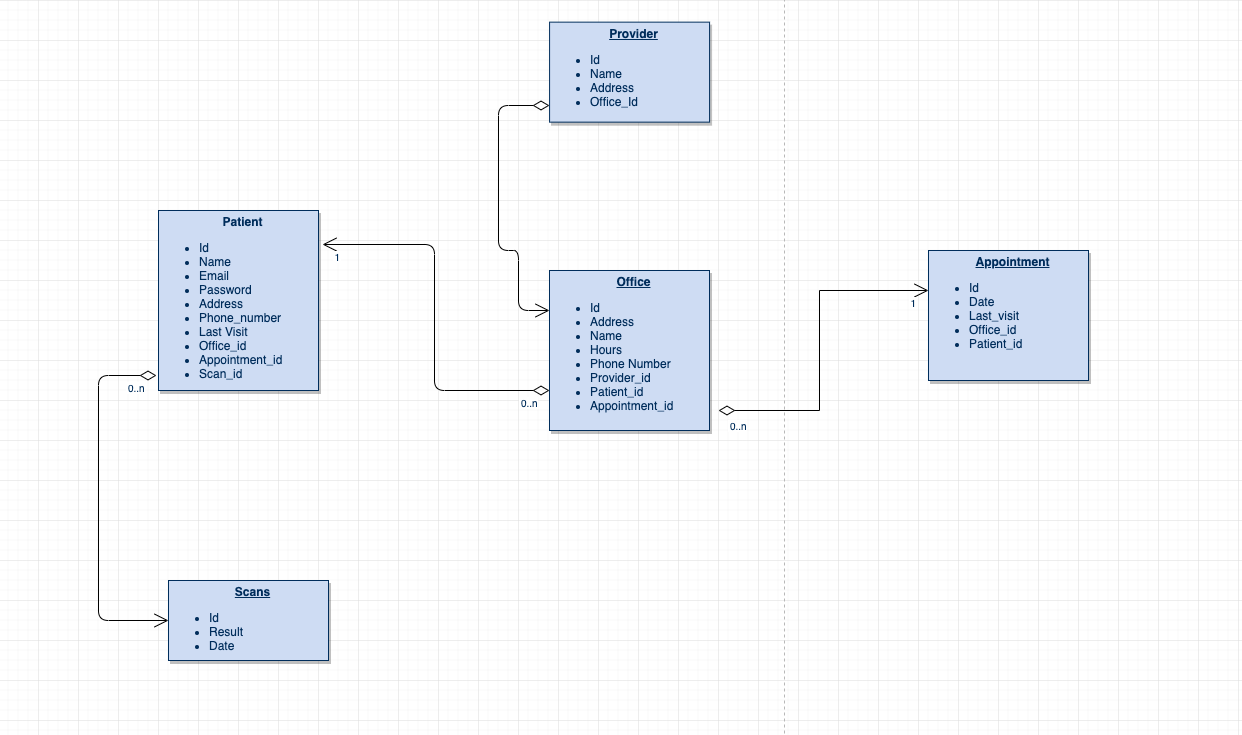 Provider
Id
Name
Address
Office_Id
Patient
Id
Name
Email
Password
Address
Phone_number
Last Visit
Office_id
Appointment_id
Scan_id
1
0..n
Office
Id
Address
Name
Hours
Phone Number
Provider_id
Patient_id
Appointment_id
0..n
0..n
Appointment
Id
Date
Last_visit
Office_id
Patient_id
1
Scans
Id
Result
Date